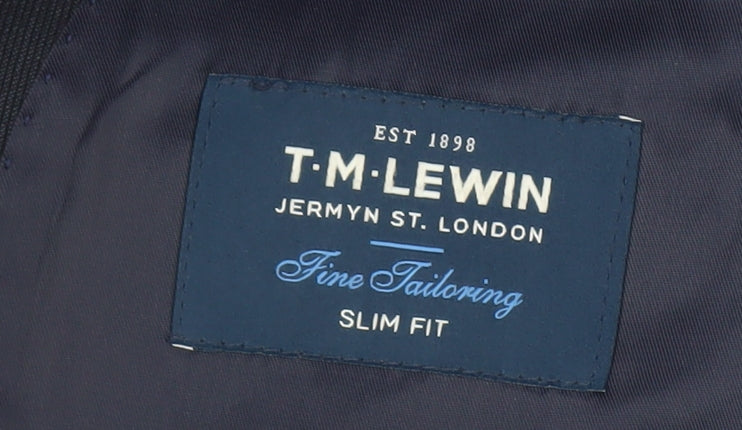 EST 1898
T·M·LEWIN
JERMYN ST. LONDON
Fine Tailoring
SLIM FIT